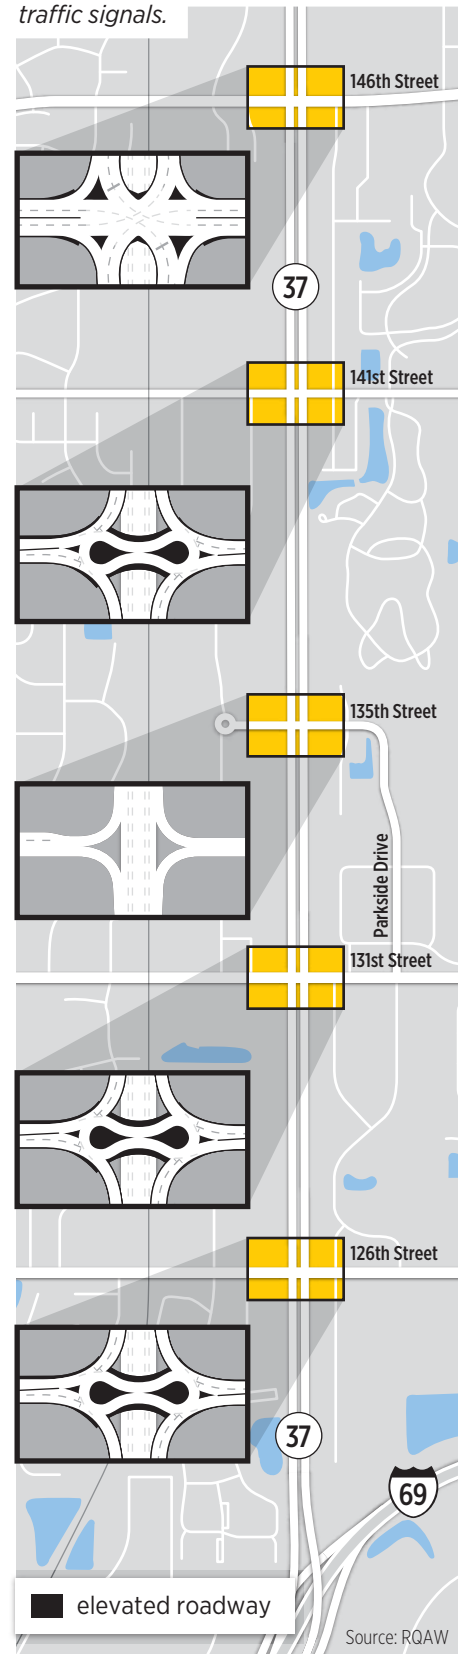 traffic signals.
146th Street
37
141st Street
135th Street
Parkside Drive
131st Street
126th Street
37
69
elevated roadway
Source: RQAW